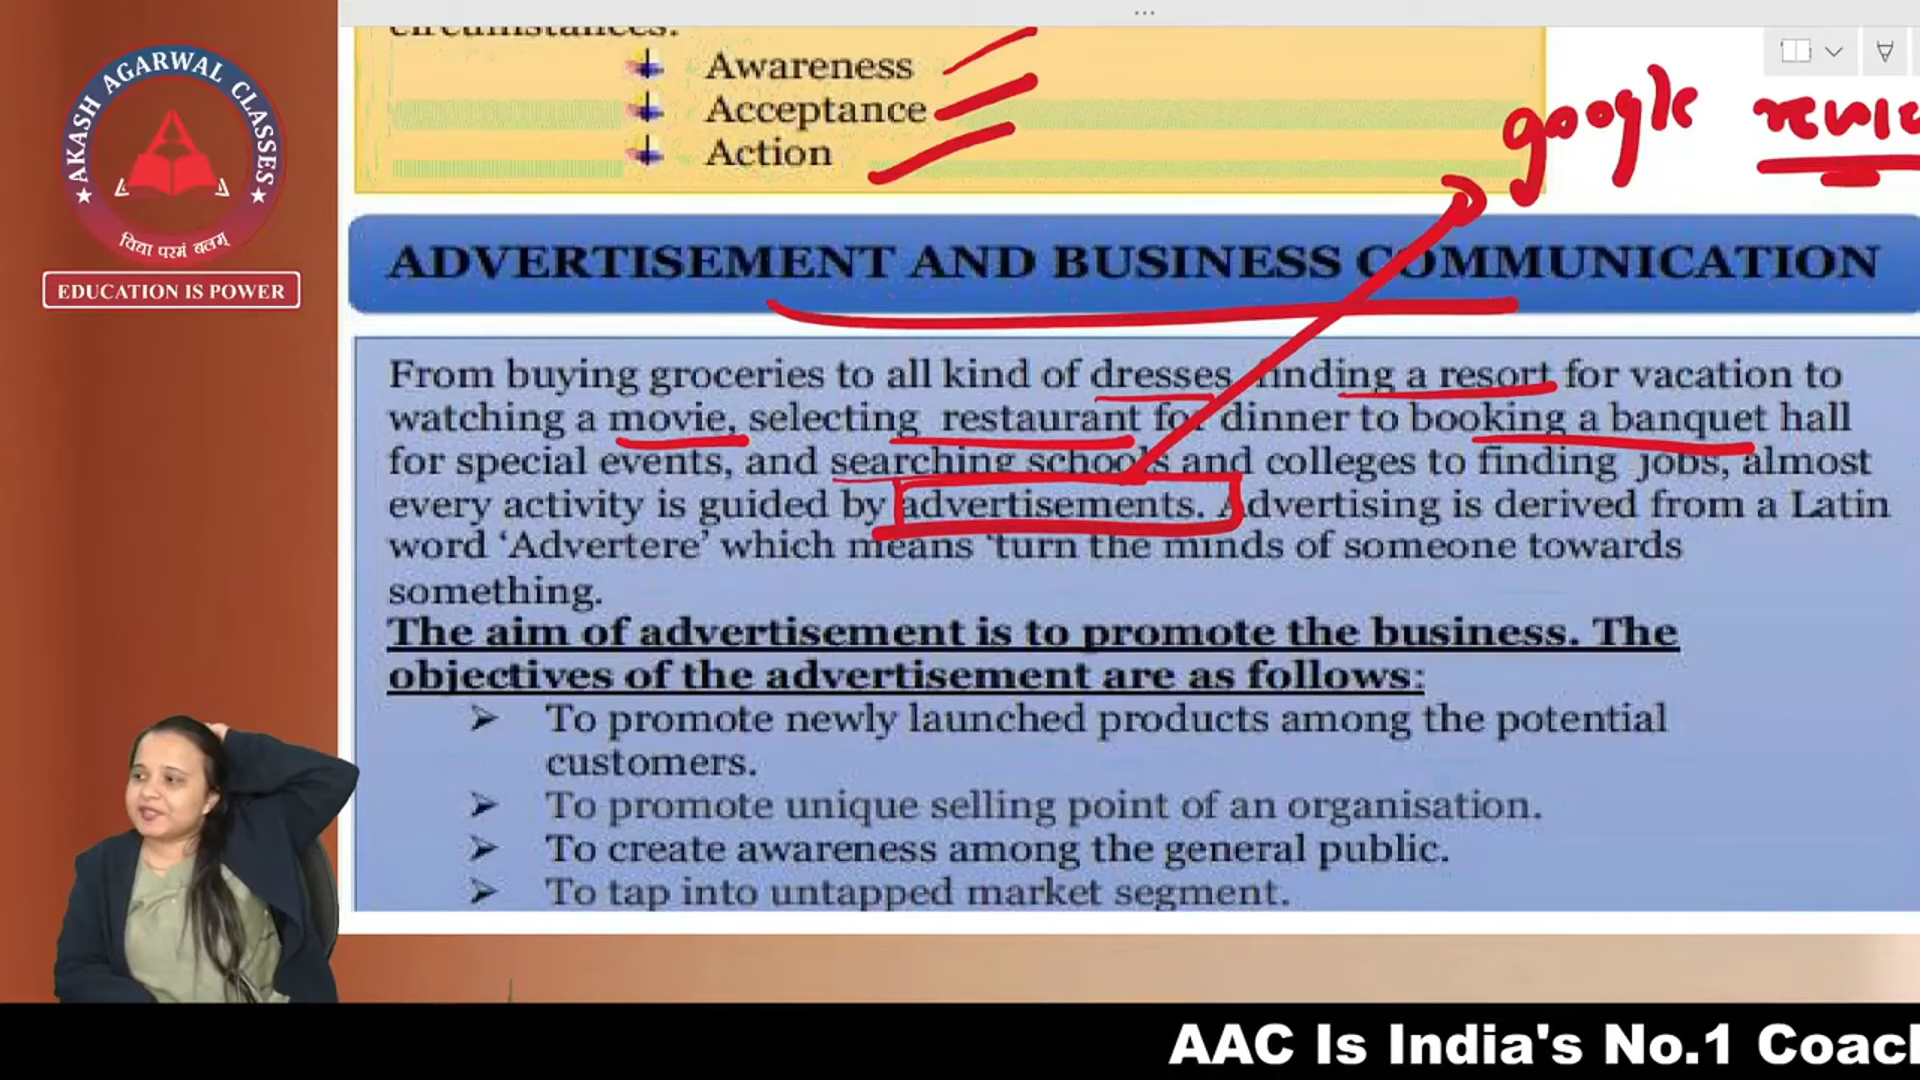 AKASH AGARWAL CLASSES
विद्या परमं बलम्
EDUCATION IS POWER
circumstances:
Awareness
Acceptance
Action
google
ADVERTISEMENT AND BUSINESS COMMUNICATION
From buying groceries to all kind of dresses finding a resort for vacation to
watching a movie, selecting restaurant for dinner to booking a banquet hall
for special events, and searching schools and colleges to finding jobs, almost
every activity is guided by advertisements. Advertising is derived from a Latin
word ‘Advertere’ which means ‘turn the minds of someone towards
something.
The aim of advertisement is to promote the business. The
objectives of the advertisement are as follows:
➢ To promote newly launched products among the potential
customers.
➢ To promote unique selling point of an organisation.
➢ To create awareness among the general public.
➢ To tap into untapped market segment.
AAC Is India's No.1 Coac